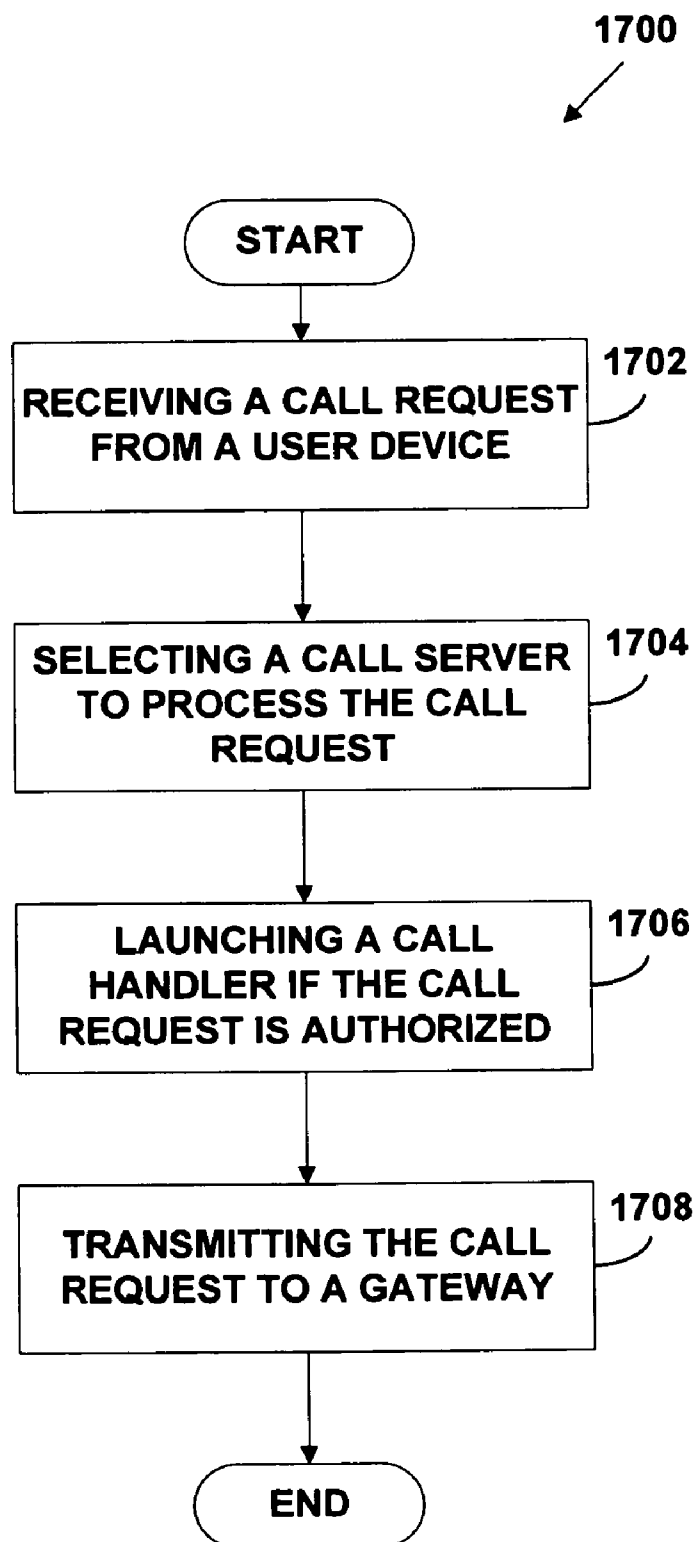 1700
START
1702
RECEIVING A CALL REQUEST
FROM A USER DEVICE
1704
SELECTING A CALL SERVER
TO PROCESS THE CALL
REQUEST
1706
LAUNCHING A CALL
HANDLER IF THE CALL
REQUEST IS AUTHORIZED
1708
TRANSMITTING THE CALL
REQUEST TO A GATEWAY
END